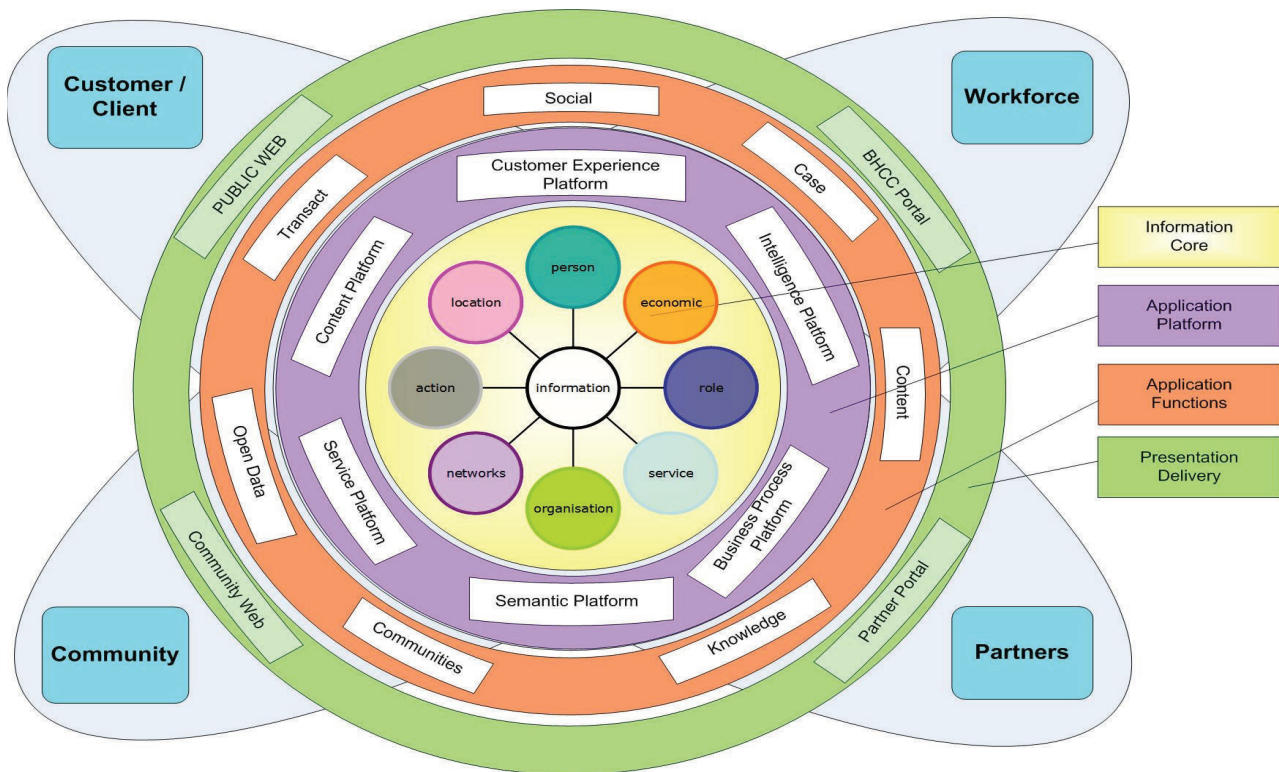 Customer /
Client
Workforce
Community
Partners
PUBLIC WEB
BHCC Portal
Community Web
Partner Portal
Social
Case
Content
Knowledge
Communities
Open Data
Transact
Customer Experience
Platform
Intelligence Platform
Business Process
Platform
Semantic Platform
Service Platform
Content Platform
person
economic
role
service
organisation
networks
action
location
information
Information
Core
Application
Platform
Application
Functions
Presentation
Delivery